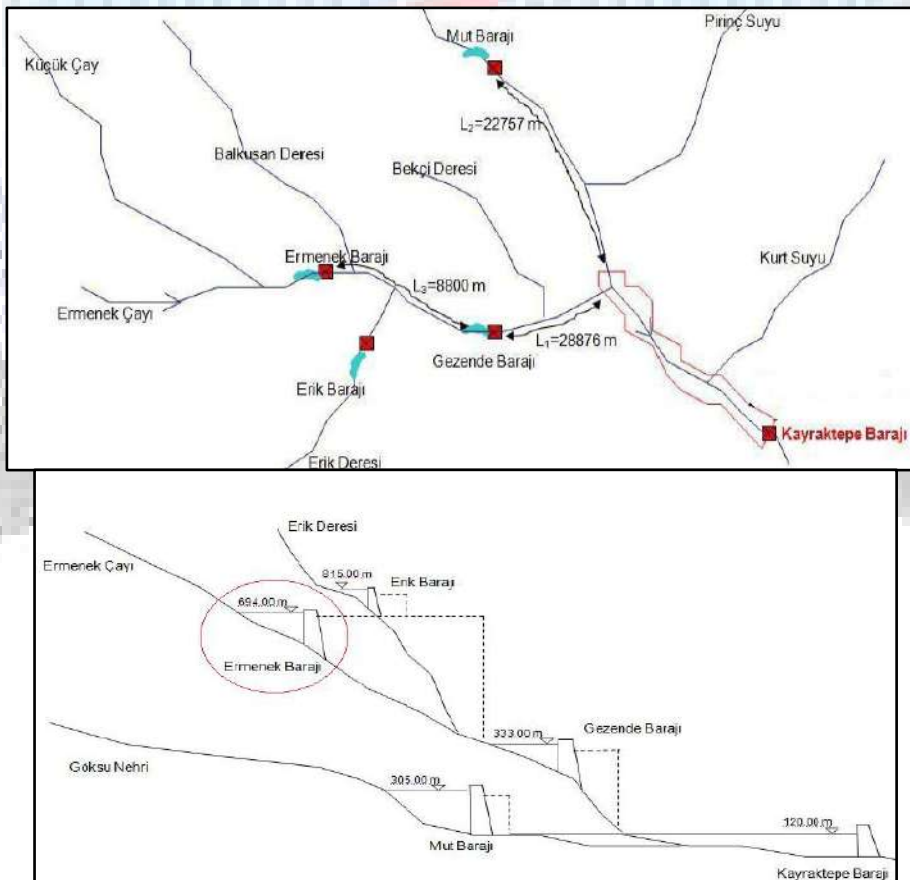 Mut Barajı
Pirinç Suyu
Küçük Çay
L₂=22757 m
Balkusan Deresi
Bekçi Deresi
Ermenek Barajı
Kurt Suyu
L₃=8800 m
Ermenek Çayı
Gezende Barajı
L₁=28876 m
Erik Barajı
Kayraktepe Barajı
Erik Deresi
Erik Deresi
Ermenek Çayı
815.00 m
Erik Barajı
694.00 m
Ermenek Barajı
Gezende Barajı
333.00 m
Göksu Nehri
305.00 m
120.00 m
Mut Barajı
Kayraktepe Barajı